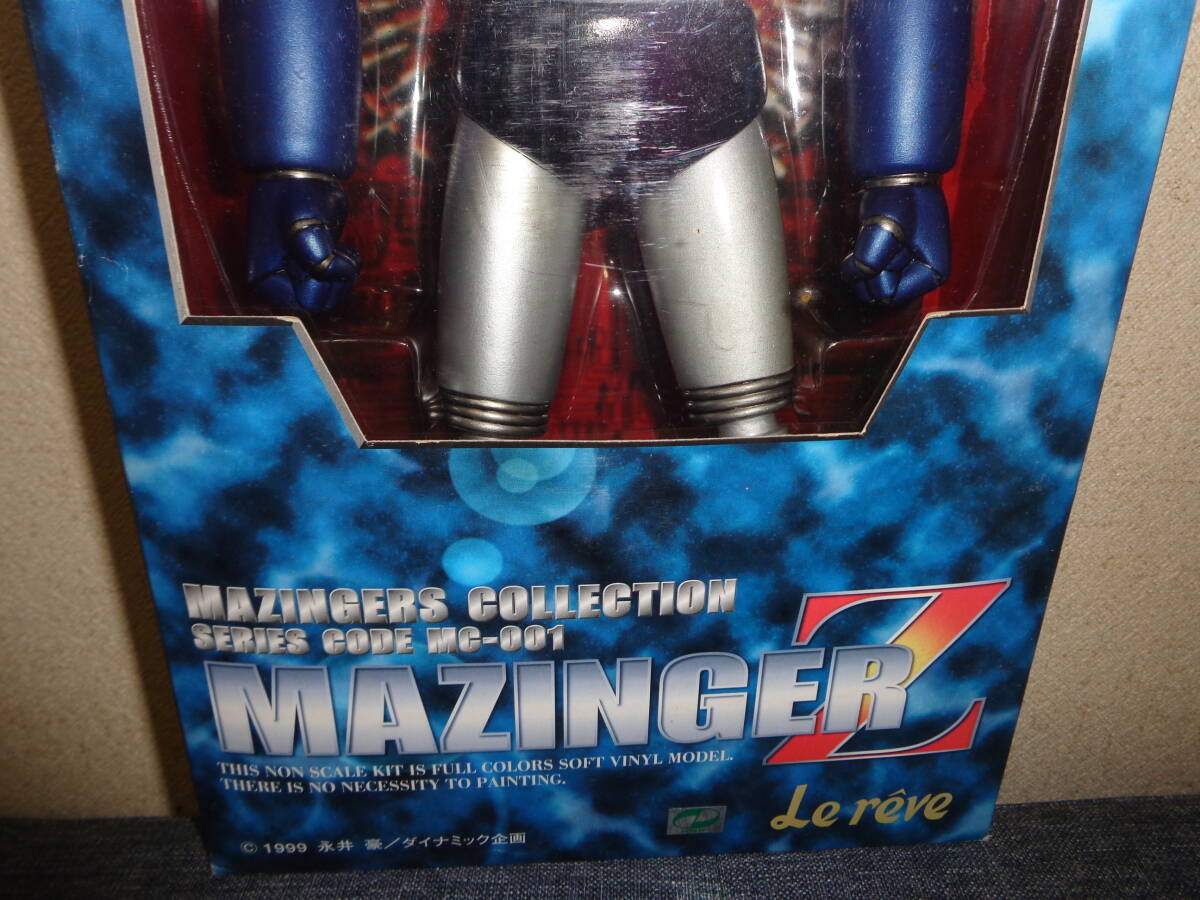 MAZINGERS COLLECTION
SERIES CODE MC-001
MAZINGER Z
THIS NON SCALE KIT IS FULL COLORS SOFT VINYL MODEL.
THERE IS NO NECESSITY TO PAINTING.
Le rêve
© 1999 永井 豪／ダイナミック企画